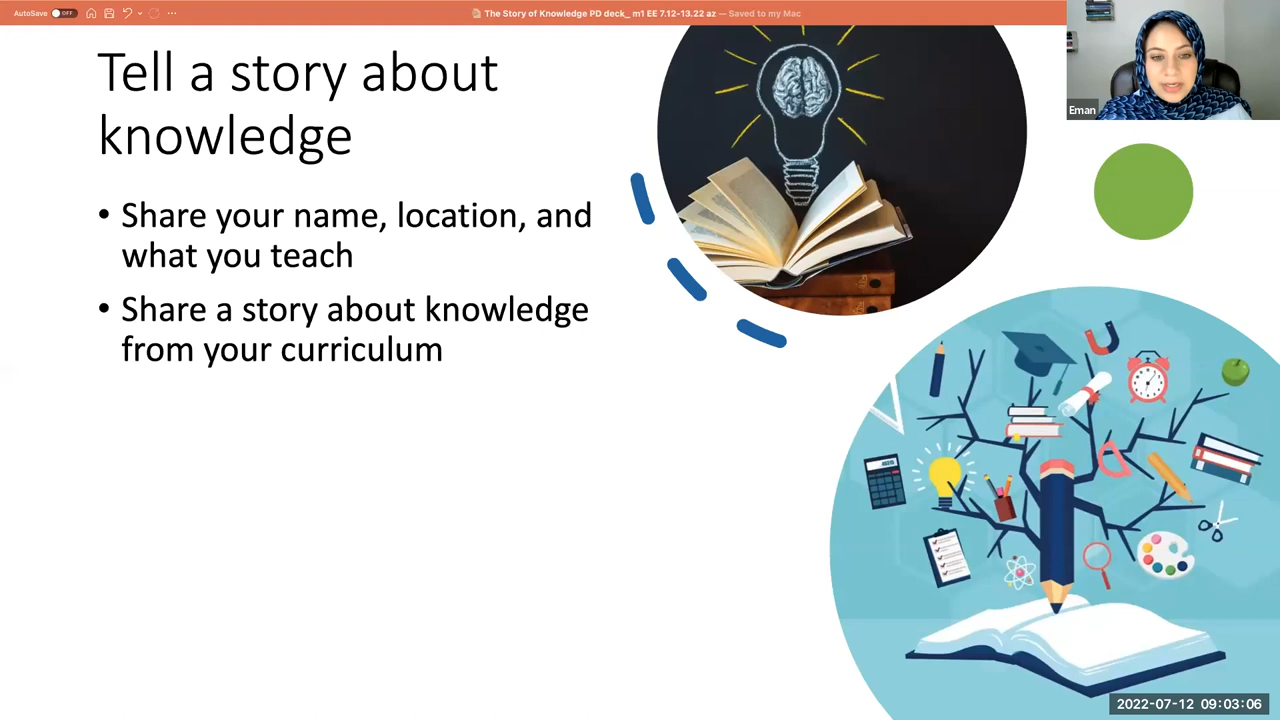 AutoSave OFF
The Story of Knowledge PD deck_ m1 EE 7.12-13.22 az — Saved to my Mac
Eman
Tell a story about
knowledge
• Share your name, location, and
what you teach
• Share a story about knowledge
from your curriculum
2022-07-12 09:03:06